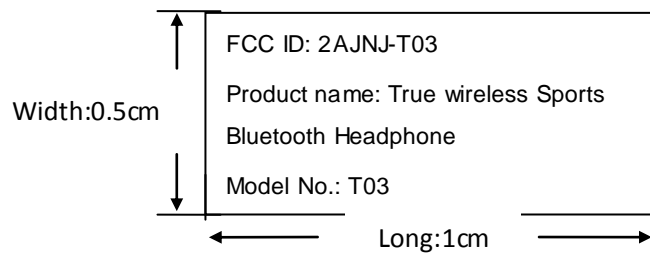 FCC ID: 2AJNJ-T03
Product name: True wireless Sports
Width:0.5cm
Bluetooth Headphone
Model No.: T03
Long:1cm